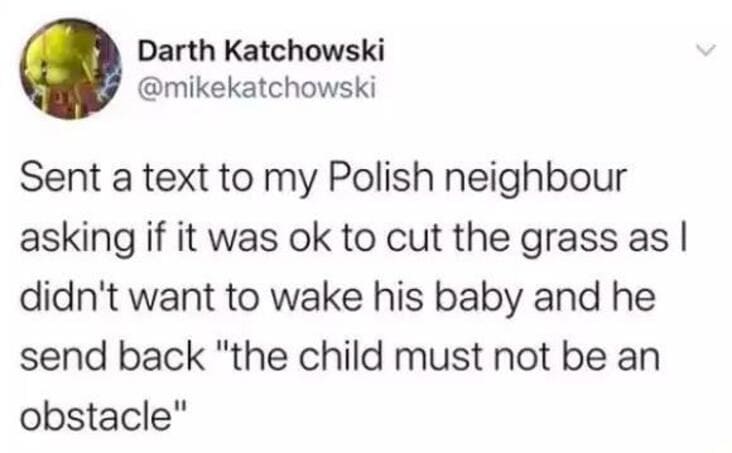 Darth Katchowski
@mikekatchowski
Sent a text to my Polish neighbour
asking if it was ok to cut the grass as I
didn't want to wake his baby and he
send back "the child must not be an
obstacle"